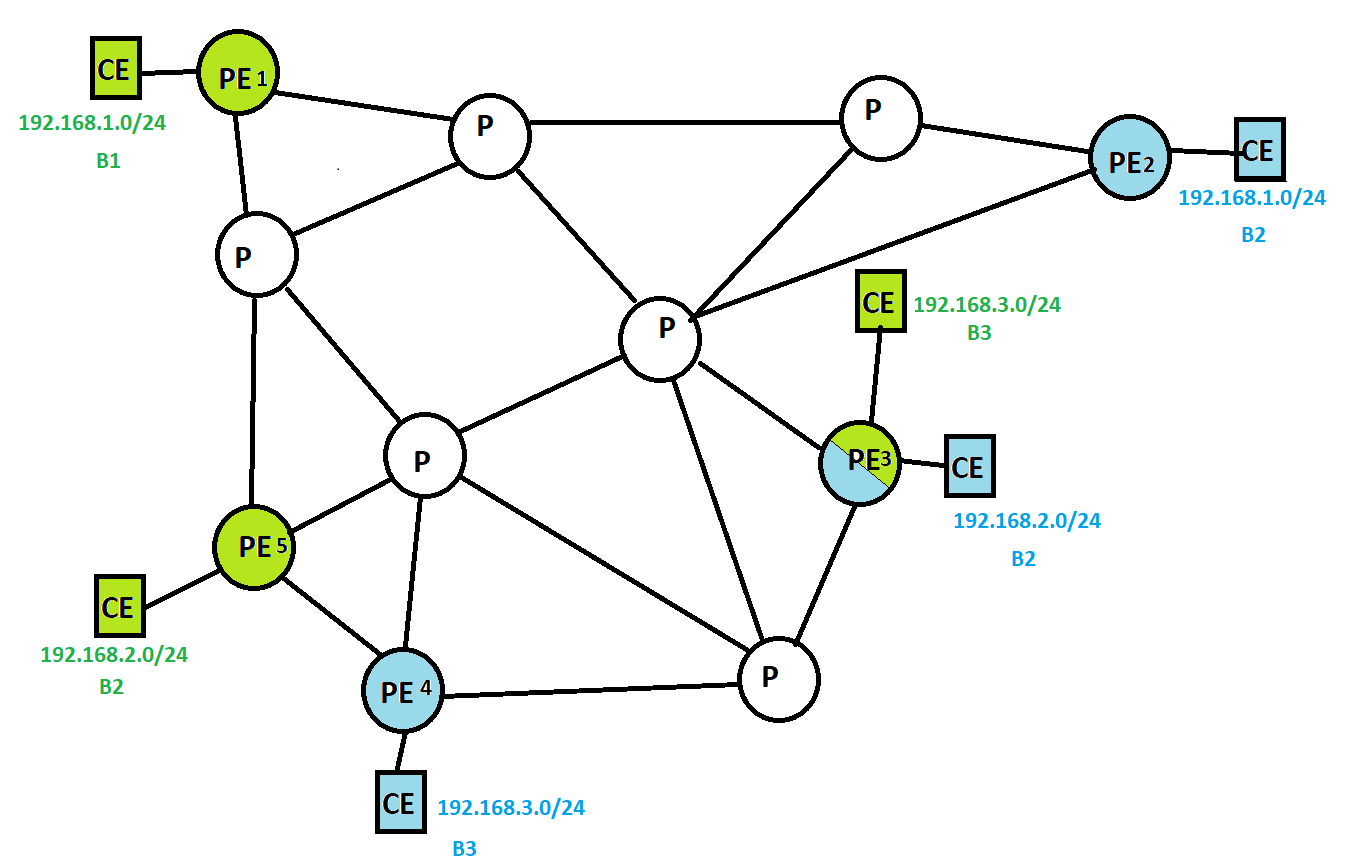 CE
PE 1
192.168.1.0/24
B1
P
P
PE2
CE
192.168.1.0/24
B2
P
P
CE
192.168.3.0/24
B3
P
PE3
CE
192.168.2.0/24
B2
PE 5
CE
192.168.2.0/24
B2
PE 4
P
CE
192.168.3.0/24
B3